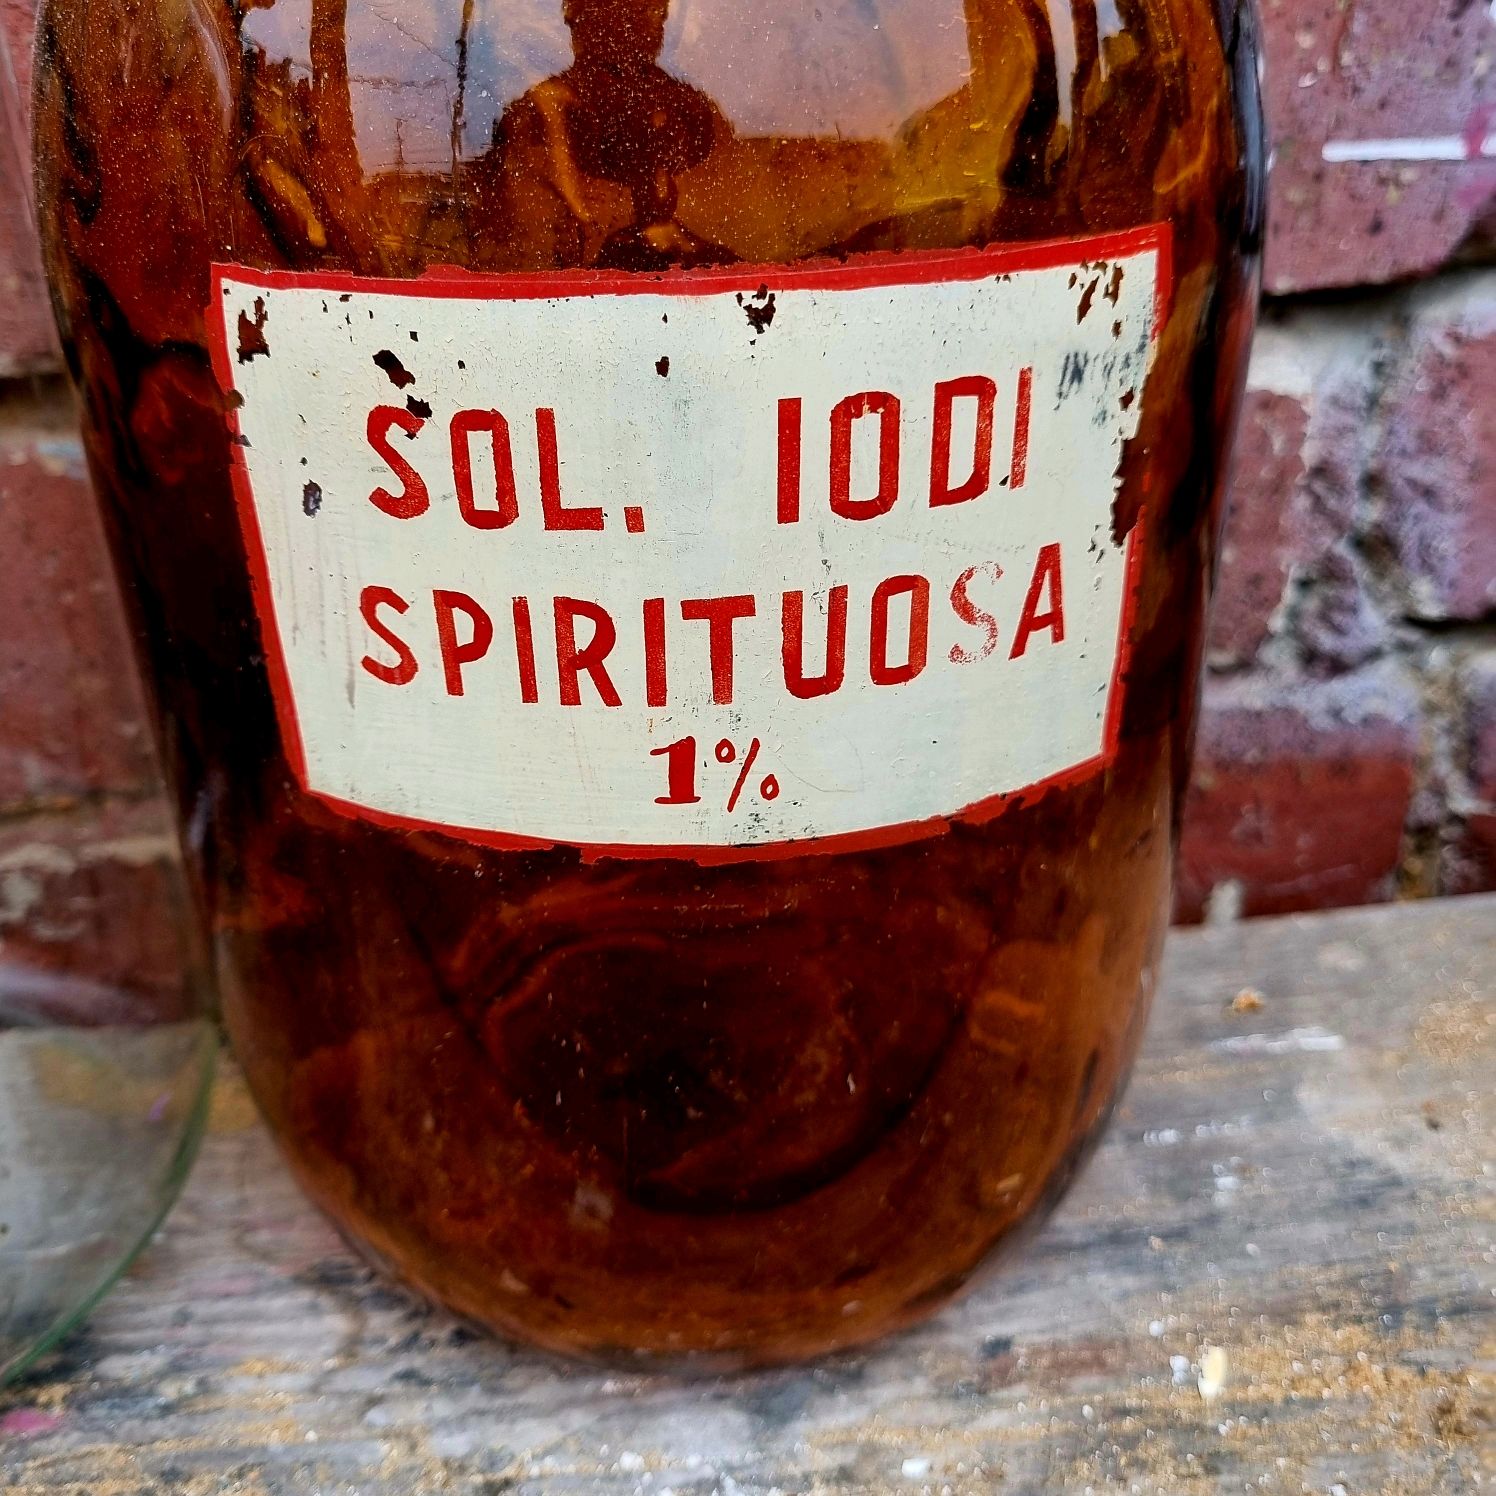 SOL. IODI
SPIRITUOSA
1%